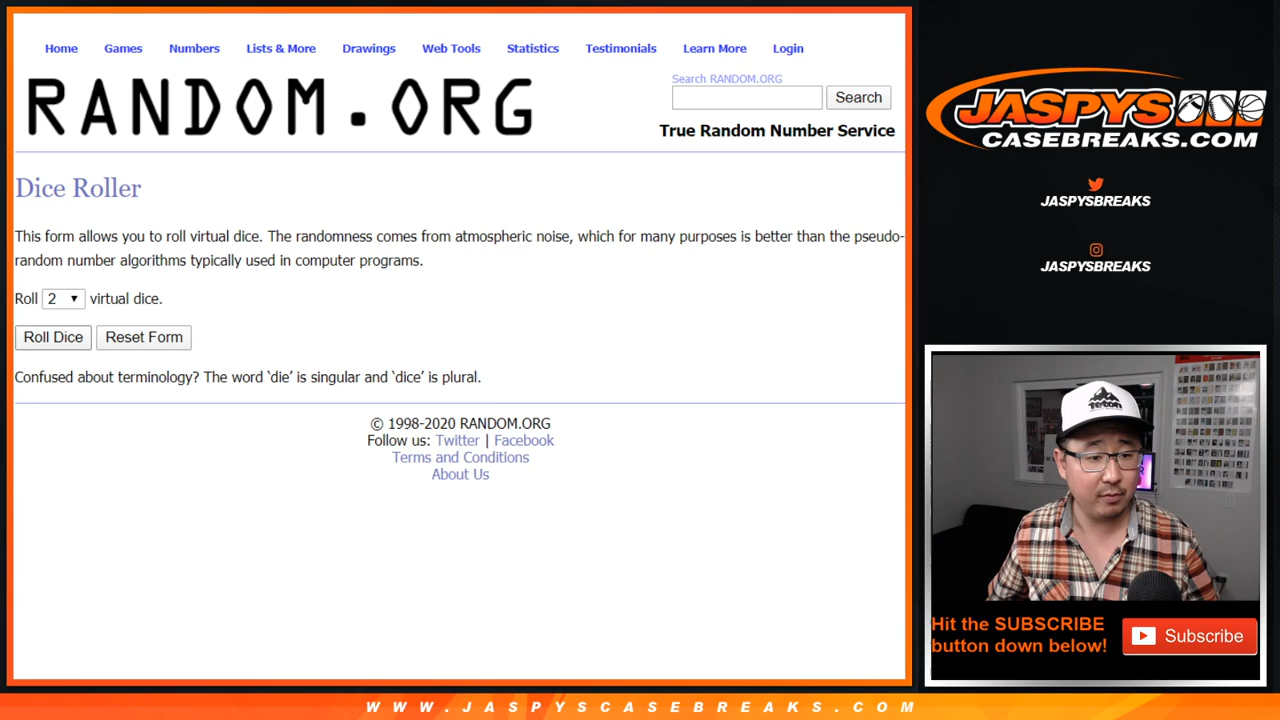 Home Games Numbers Lists & More Drawings Web Tools Statistics Testimonials Learn More Login
RANDOM.ORG
Search RANDOM.ORG
Search
True Random Number Service
Dice Roller
This form allows you to roll virtual dice. The randomness comes from atmospheric noise, which for many purposes is better than the pseudo-
random number algorithms typically used in computer programs.
Roll 2 virtual dice.
Roll Dice Reset Form
Confused about terminology? The word ‘die’ is singular and ‘dice’ is plural.
© 1998-2020 RANDOM.ORG
Follow us: Twitter | Facebook
Terms and Conditions
About Us
JASPYS
CASEBREAKS.COM
JASPYSBREAKS
JASPYSBREAKS
Teton
Hit the SUBSCRIBE
button down below!
Subscribe
WWW.JASPYSCASEBREAKS.COM